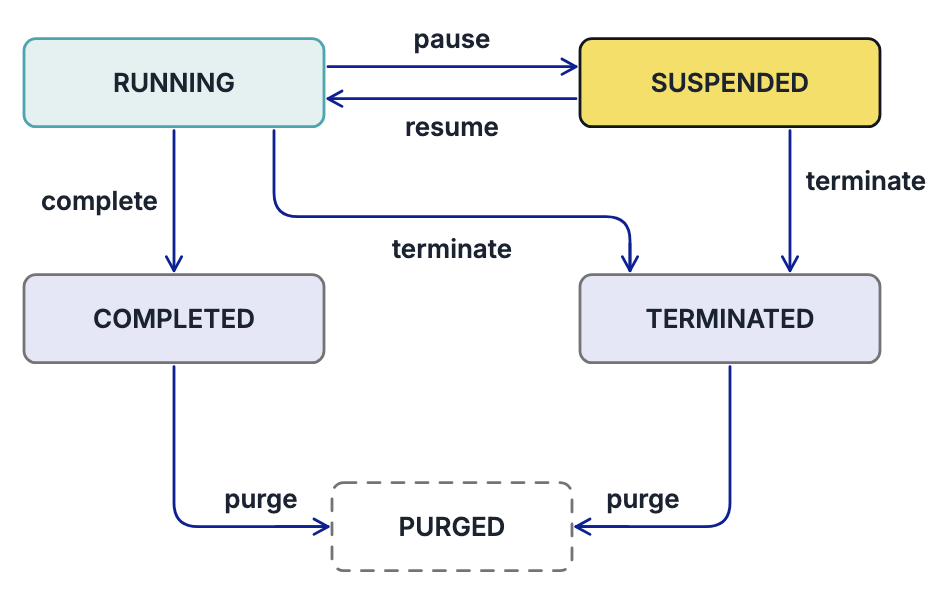 pause
RUNNING
SUSPENDED
resume
complete
terminate
terminate
COMPLETED
TERMINATED
purge
purge
PURGED